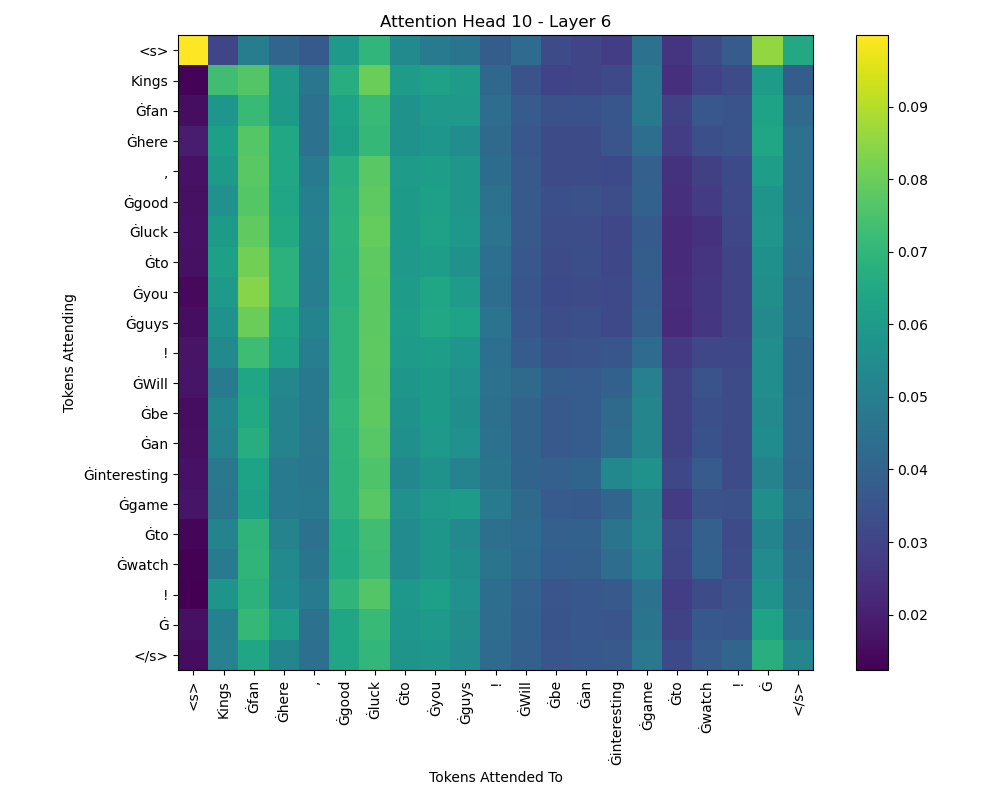 Attention Head 10 - Layer 6
Tokens Attending
<s>
Kings
Ġfan
Ġhere
,
Ġgood
Ġluck
Ġto
Ġyou
Ġguys
!
ĠWill
Ġbe
Ġan
Ġinteresting
Ġgame
Ġto
Ġwatch
!
Ġ
</s>
<s>
Kings
Ġfan
Ġhere
,
Ġgood
Ġluck
Ġto
Ġyou
Ġguys
!
ĠWill
Ġbe
Ġan
Ġinteresting
Ġgame
Ġto
Ġwatch
!
Ġ
</s>
Tokens Attended To
0.09
0.08
0.07
0.06
0.05
0.04
0.03
0.02